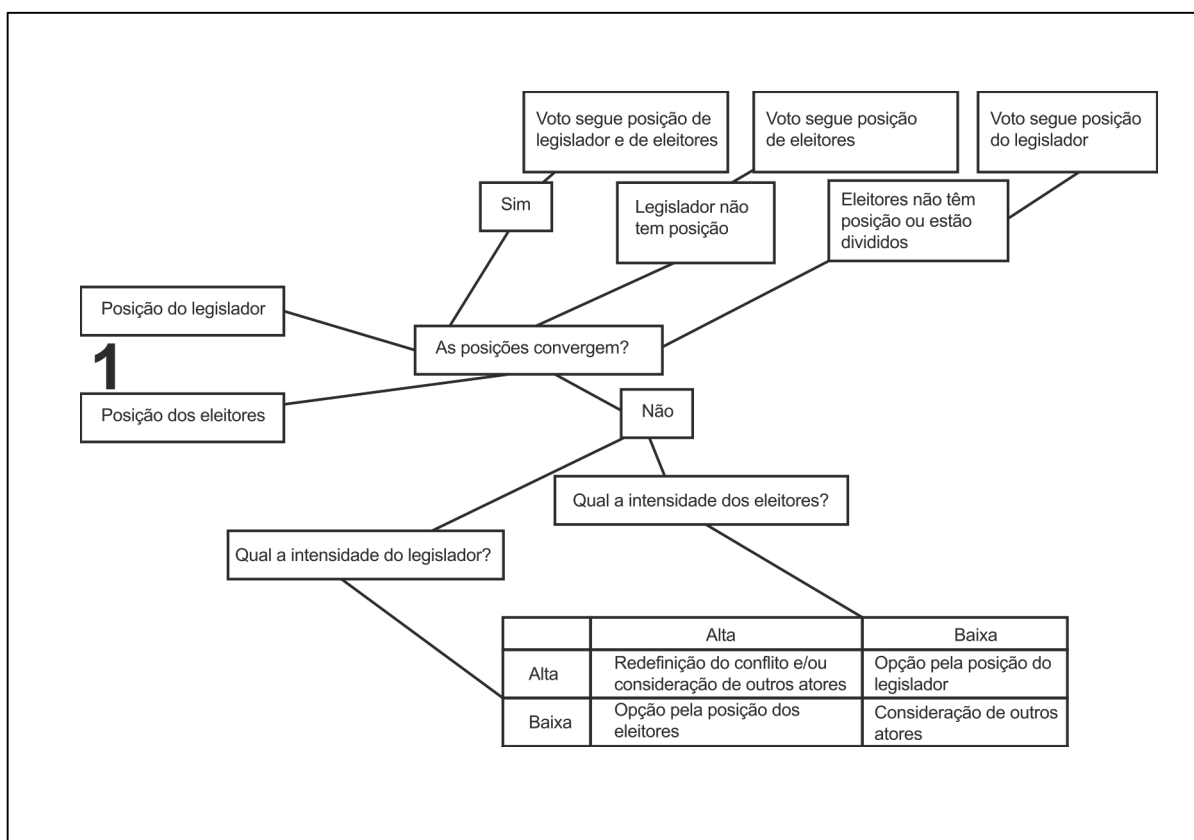 Voto segue posição de
legislador e de eleitores
Voto segue posição
de eleitores
Voto segue posição
do legislador
Sim
Legislador não
tem posição
Eleitores não têm
posição ou estão
divididos
Posição do legislador
1
Posição dos eleitores
As posições convergem?
Não
Qual a intensidade dos eleitores?
Qual a intensidade do legislador?
Alta
Baixa
Alta
Redefinição do conflito e/ou
consideração de outros atores
Opção pela posição do
legislador
Baixa
Opção pela posição dos
eleitores
Consideração de outros
atores